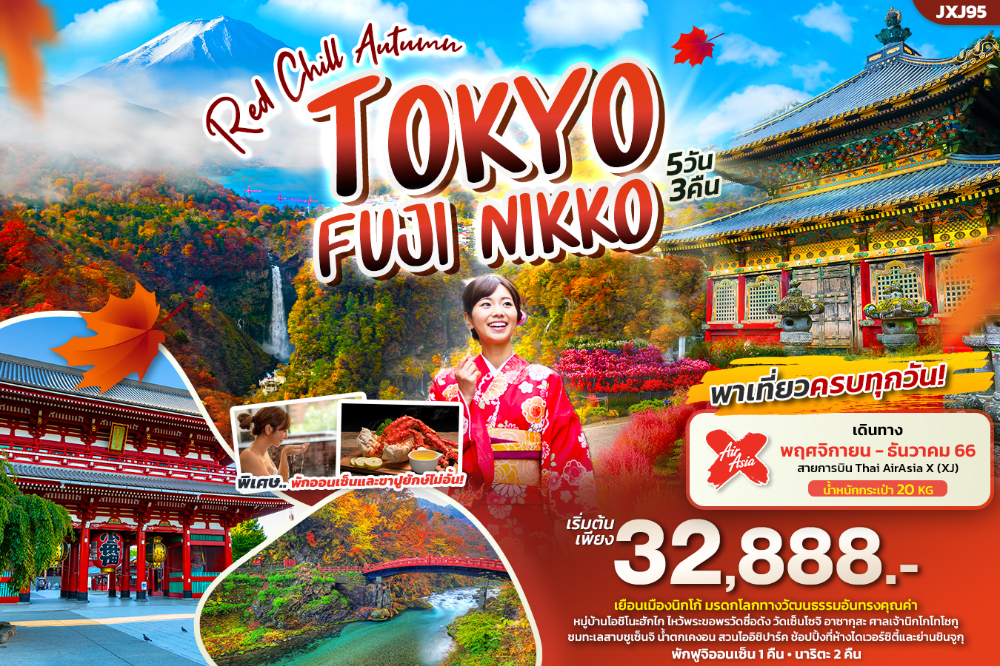 JXJ95
Red Chill Autumn
TOKYO
FUJI NIKKO
5วัน
3คืน
พาเที่ยวครบทุกวัน!
Air
Asia
เดินทาง
พฤศจิกายน - ธันวาคม 66
สายการบิน Thai AirAsia X (XJ)
น้ำหนักกระเป๋า 20 KG
พิเศษ.. พักออนเซ็นและขาปูยักษ์ไม่อั้น!
เริ่มต้น
เพียง
32,888.-
เยือนเมืองนิกโก้ มรดกโลกทางวัฒนธรรมอันทรงคุณค่า
หมู่บ้านโอชิโนะฮักไก ไหว้พระขอพรวัดชื่อดัง วัดเซ็นโซจิ อาซากุสะ ศาลเจ้านิกโกโทโชกู
ชมทะเลสาบชูเซ็นจิ น้ำตกเคงอน สวนโออิชิปาร์ค ช้อปปิ้งที่ห้างไดเวอร์ซิตี้และย่านชินจูกุ
พักฟูจิออนเซ็น 1 คืน • นาริตะ 2 คืน